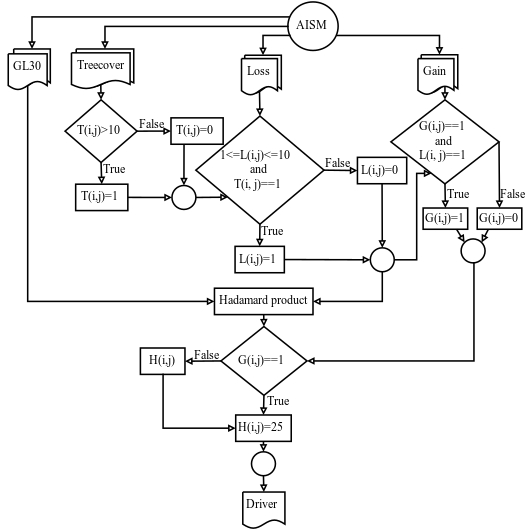 AISM
GL30
Treecover
Loss
Gain
T(i,j)>10
False
T(i,j)=0
True
T(i,j)=1
1<=L(i,j)<=10
and
T(i, j)==1
False
L(i,j)=0
True
L(i,j)=1
G(i,j)==1
and
L(i, j)==1
True
False
G(i,j)=1
G(i,j)=0
Hadamard product
G(i,j)==1
False
H(i,j)
True
H(i,j)=25
Driver